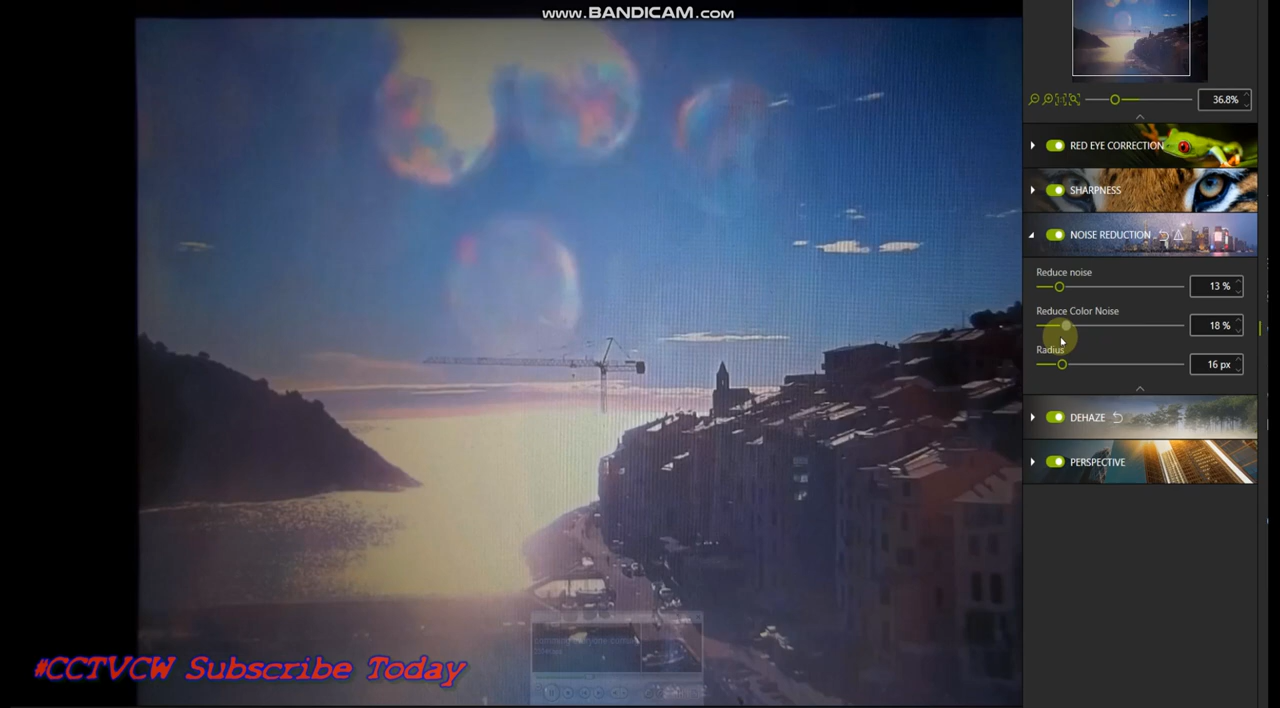 www.BANDICAM.com
36.8%
RED EYE CORRECTION
SHARPNESS
NOISE REDUCTION
Reduce noise
13 %
Reduce Color Noise
18 %
Radius
16 px
DEHAZE
PERSPECTIVE
#CCTVCW Subscribe Today